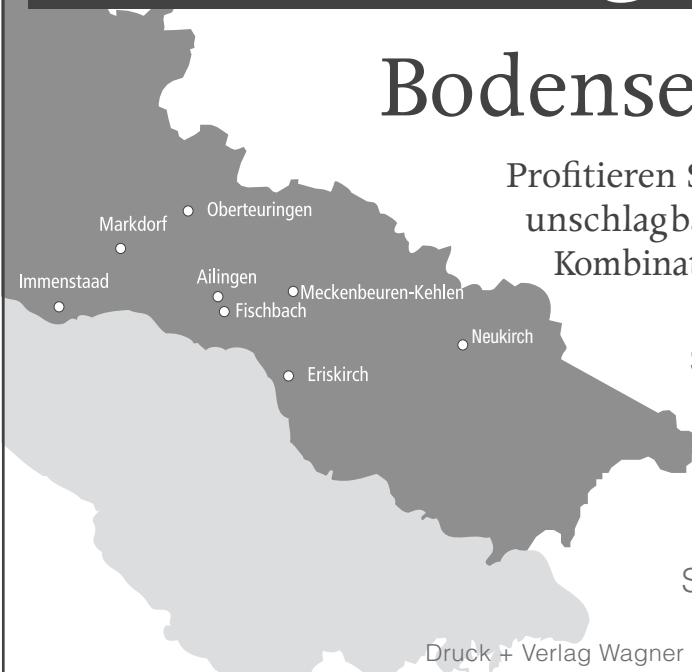 Bodense
Profitieren S
unschlagba
Kombinat
Oberteuringen
Markdorf
Immenstaad
Ailingen
Meckenbeuren-Kehlen
Fischbach
Neukirch
Eriskirch
S
Druck + Verlag Wagner